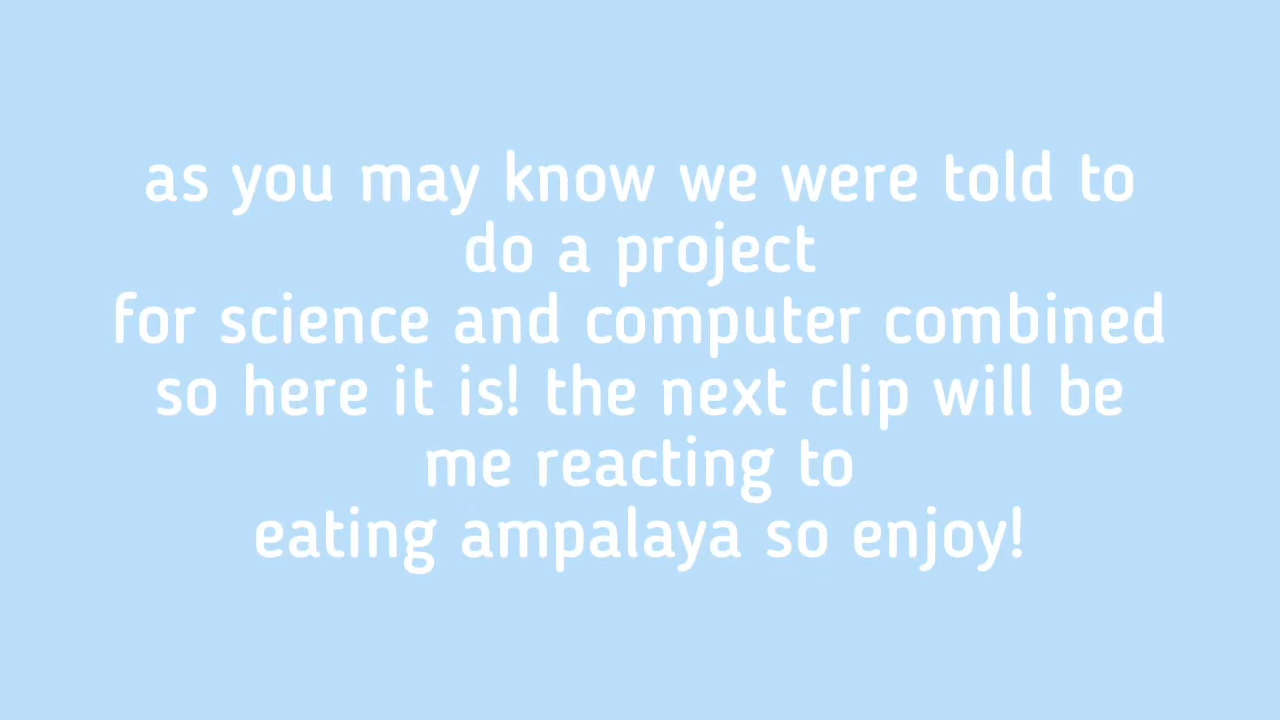 as you may know we were told to
do a project
for science and computer combined
so here it is! the next clip will be
me reacting to
eating ampalaya so enjoy!